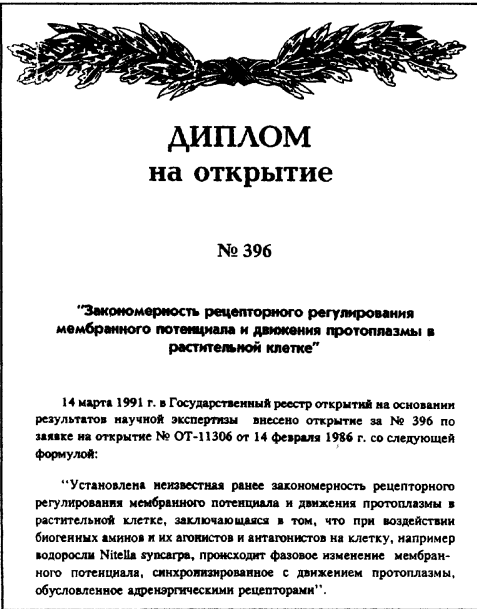 ДИПЛОМ
на открытие
№ 396
"Закономерность рецепторного регулирования
мембранного потенциала и движения протоплазмы в
растительной клетке"
14 марта 1991 г. в Государственный реестр открытий на основании
результатов научной экспертизы внесено открытие за № 396 по
заявке на открытие № ОТ-11306 от 14 февраля 1986 г. со следующей
формулой:
"Установлена неизвестная ранее закономерность рецепторного
регулирования мембранного потенциала и движения протоплазмы в
растительной клетке, заключающаяся в том, что при воздействии
биогенных аминов и их агонистов и антагонистов на клетку, например
водоросли Nitella syncarpa, происходит фазовое изменение мембран-
ного потенциала, синхронизированное с движением протоплазмы,
обусловленное адренэргическими рецепторами".